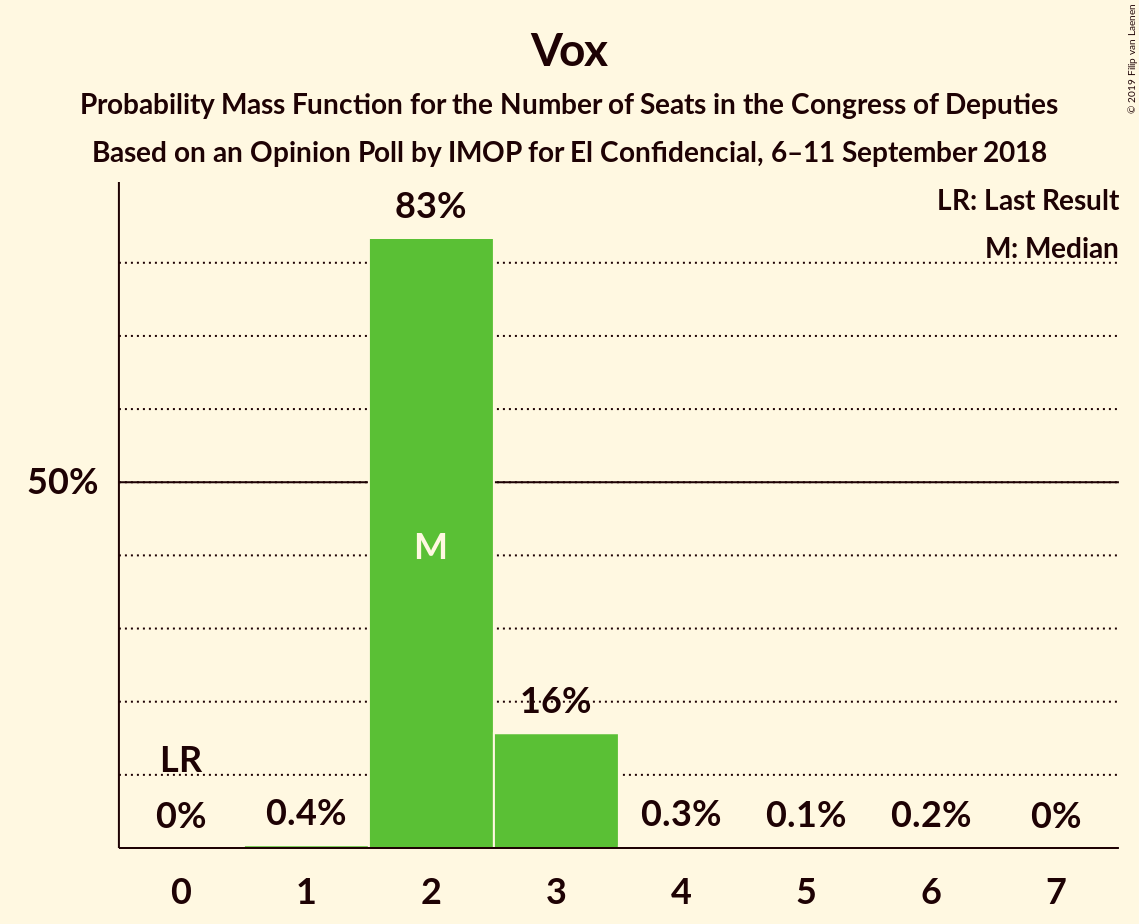 Vox
Probability Mass Function for the Number of Seats in the Congress of Deputies
Based on an Opinion Poll by IMOP for El Confidencial, 6–11 September 2018
© 2019 Filip van Laenen
LR: Last Result
M: Median
83%
50%
M
16%
LR
0%
0.4%
0.3%
0.1%
0.2%
0%
0 1 2 3 4 5 6 7